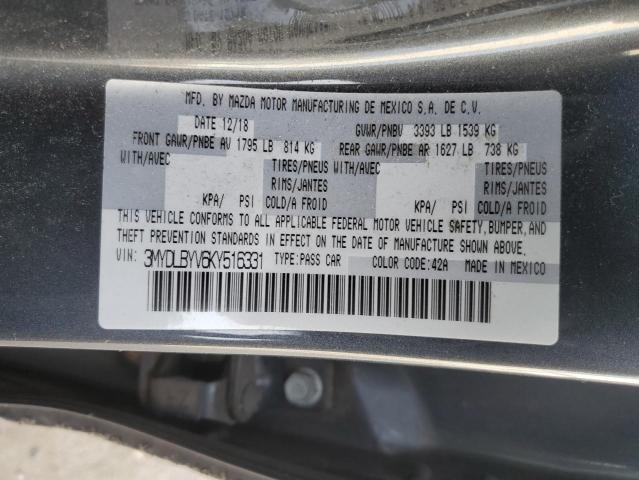 MFD. BY MAZDA MOTOR MANUFACTURING DE MEXICO S.A. DE C.V.
DATE 12/18 GVWR/PNBV 3393 LB 1539 KG
FRONT GAWR/PNBE AV 1795 LB 814 KG REAR GAWR/PNBE AR 1627 LB 738 KG
WITH/AVEC TIRES/PNEUS WITH/AVEC TIRES/PNEUS
RIMS/JANTES RIMS/JANTES
KPA/ PSI COLD/A FROID KPA/ PSI COLD/A FROID
THIS VEHICLE CONFORMS TO ALL APPLICABLE FEDERAL MOTOR VEHICLE SAFETY, BUMPER, AND
THEFT PREVENTION STANDARDS IN EFFECT ON THE DATE OF MANUFACTURE SHOWN ABOVE.
VIN: 3MYDLBYV6KY516331 TYPE:PASS CAR COLOR CODE:42A MADE IN MEXICO